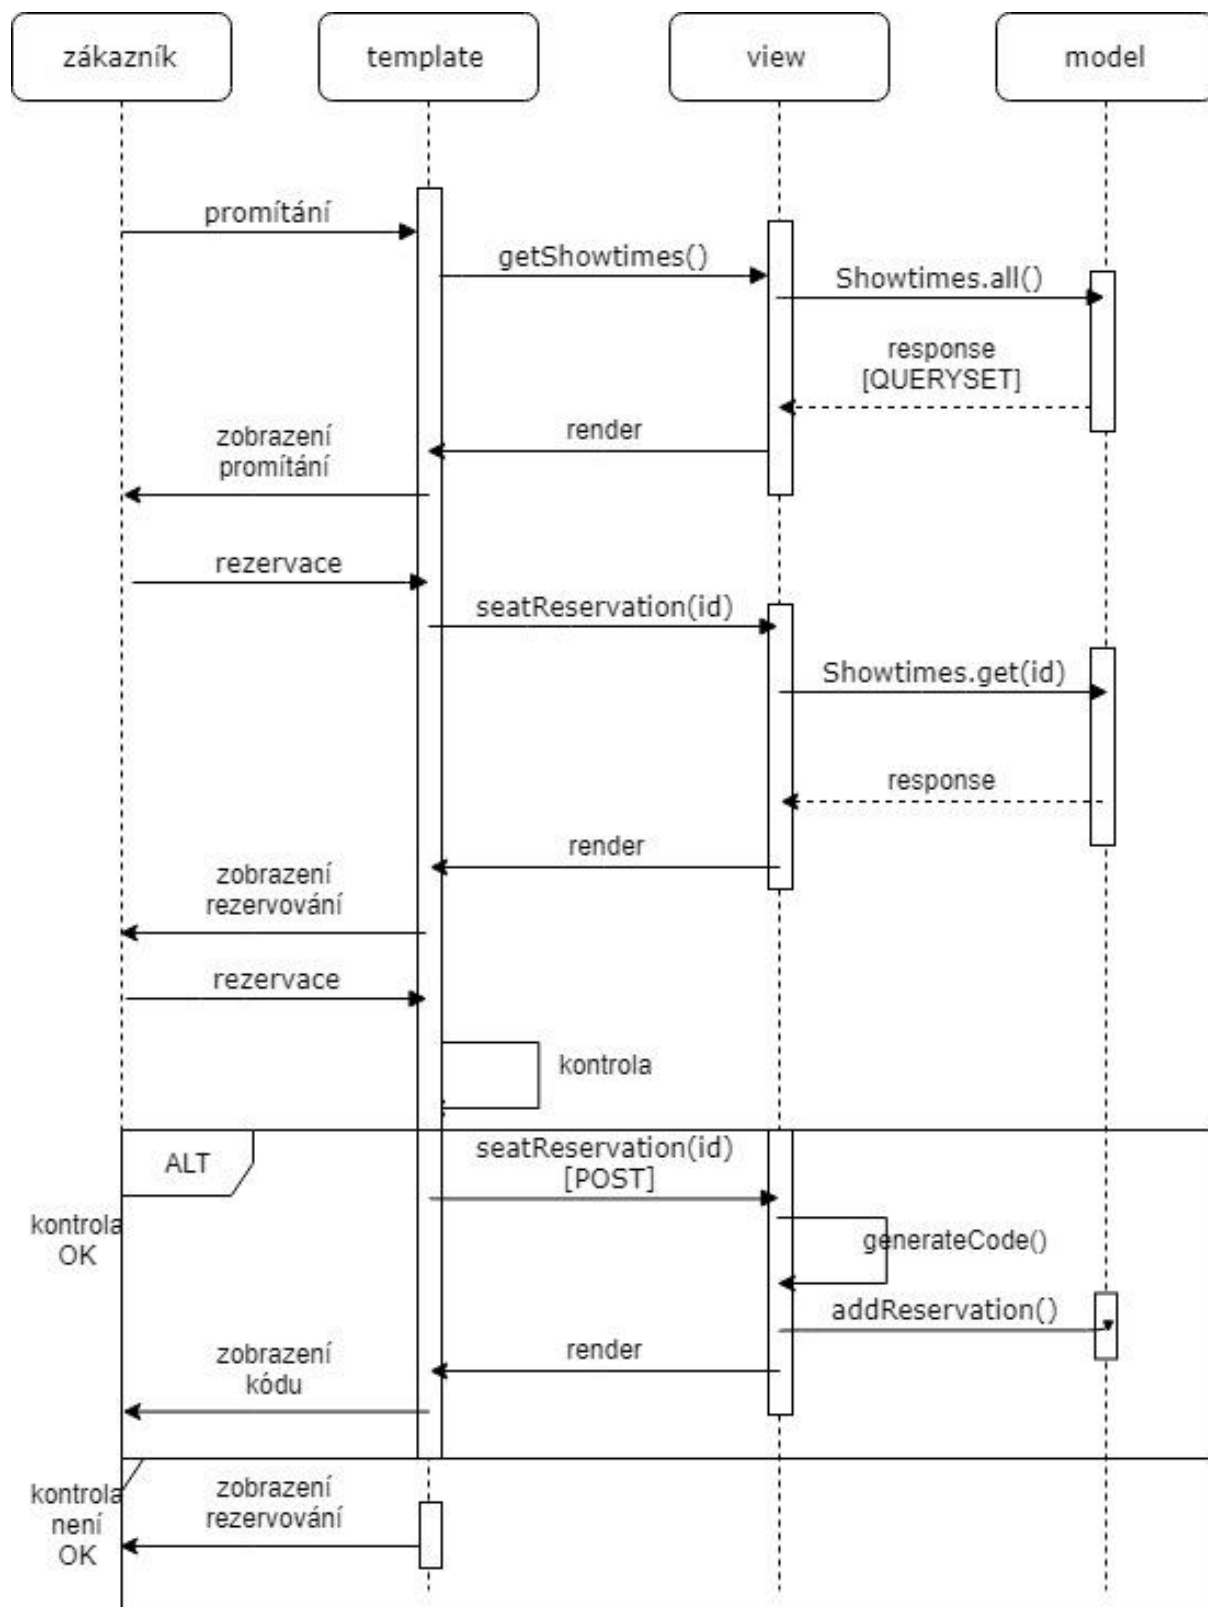 zákazník
template
view
model
promítání
getShowtimes()
Showtimes.all()
response
[QUERYSET]
render
zobrazení
promítání
rezervace
seatReservation(id)
Showtimes.get(id)
response
render
zobrazení
rezervování
rezervace
kontrola
ALT
seatReservation(id)
[POST]
kontrola
OK
generateCode()
addReservation()
render
zobrazení
kódu
kontrola
není
OK
zobrazení
rezervování